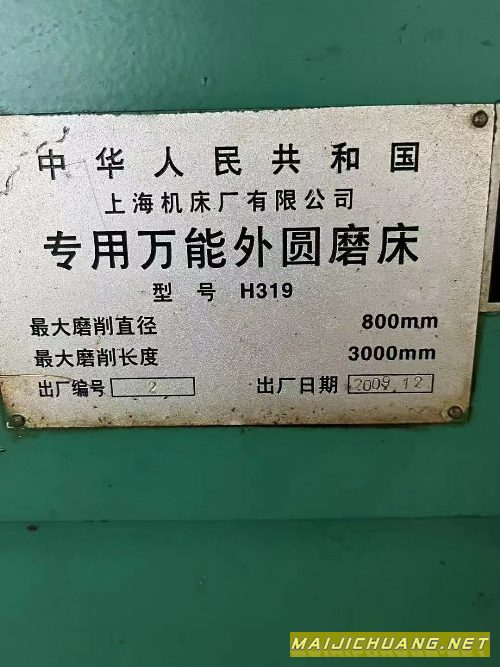 中华人民共和国
上海机床厂有限公司
专用万能外圆磨床
型号 H319
最大磨削直径 800mm
最大磨削长度 3000mm
出厂编号 2 出厂日期 2009.12
MAIJICHUANG.NET